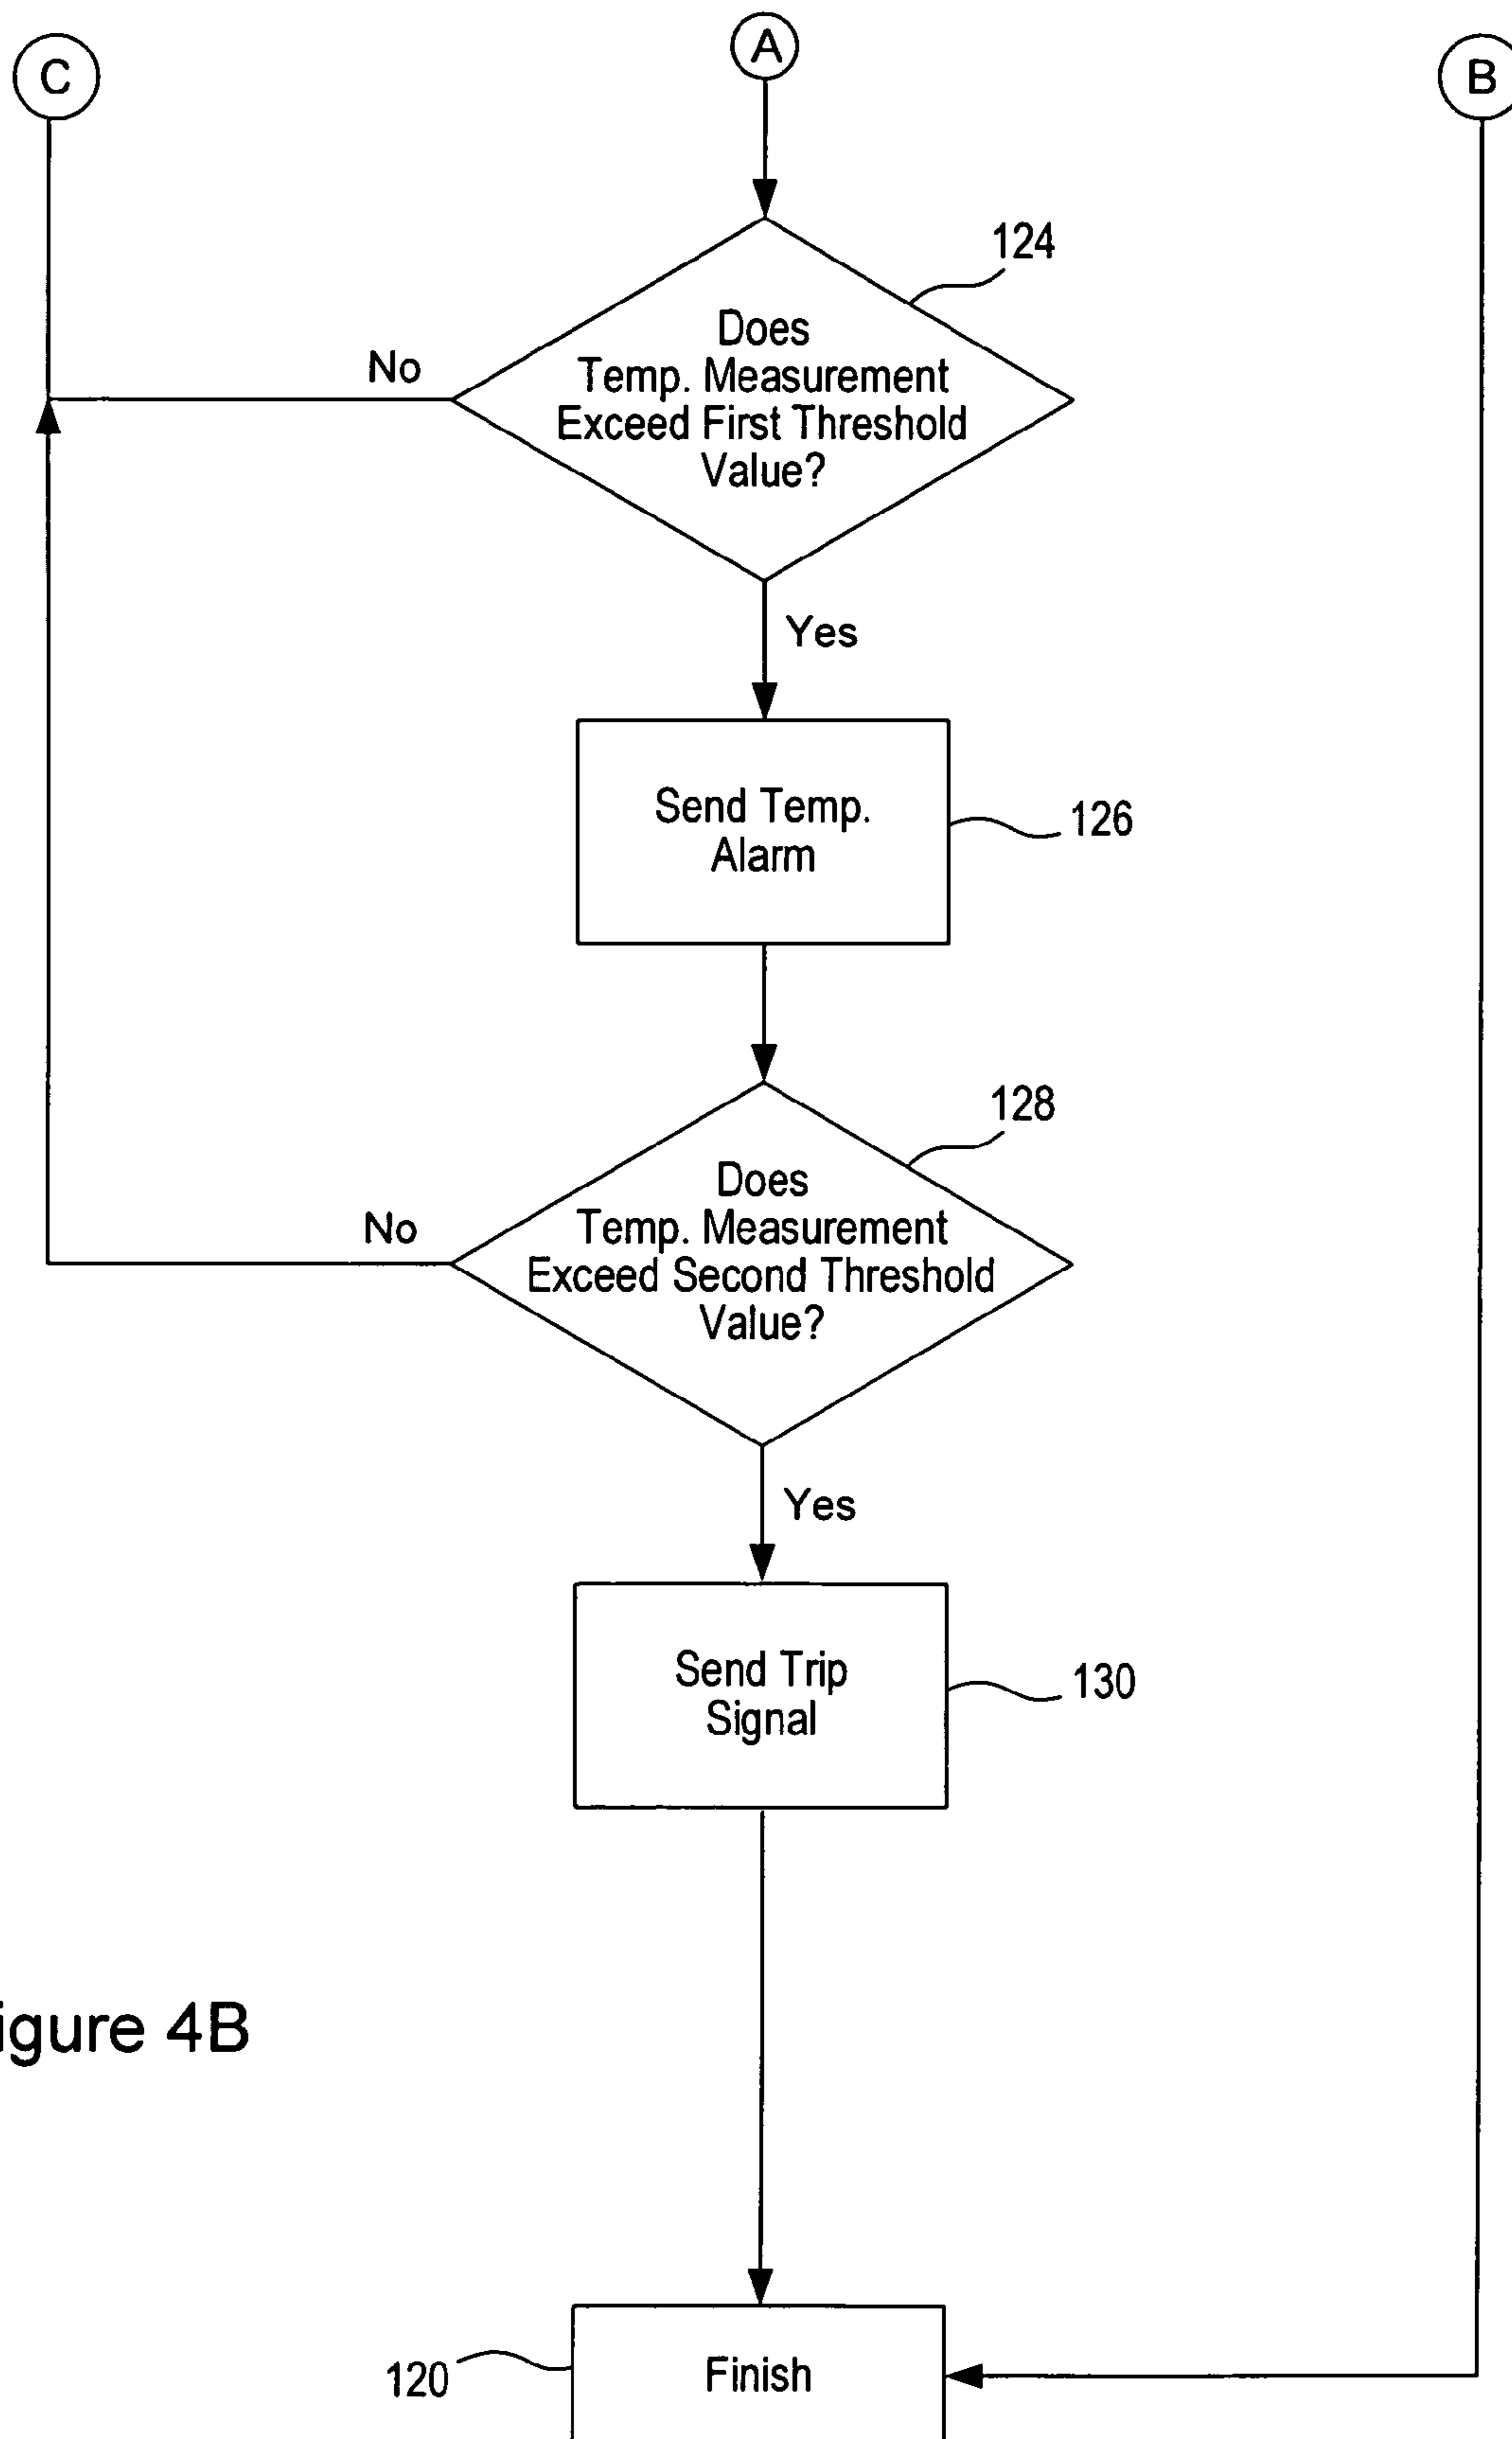 C
A
B
124
Does
Temp. Measurement
Exceed First Threshold
Value?
No
Yes
Send Temp.
Alarm
126
128
Does
Temp. Measurement
Exceed Second Threshold
Value?
No
Yes
Send Trip
Signal
130
igure 4B
120
Finish